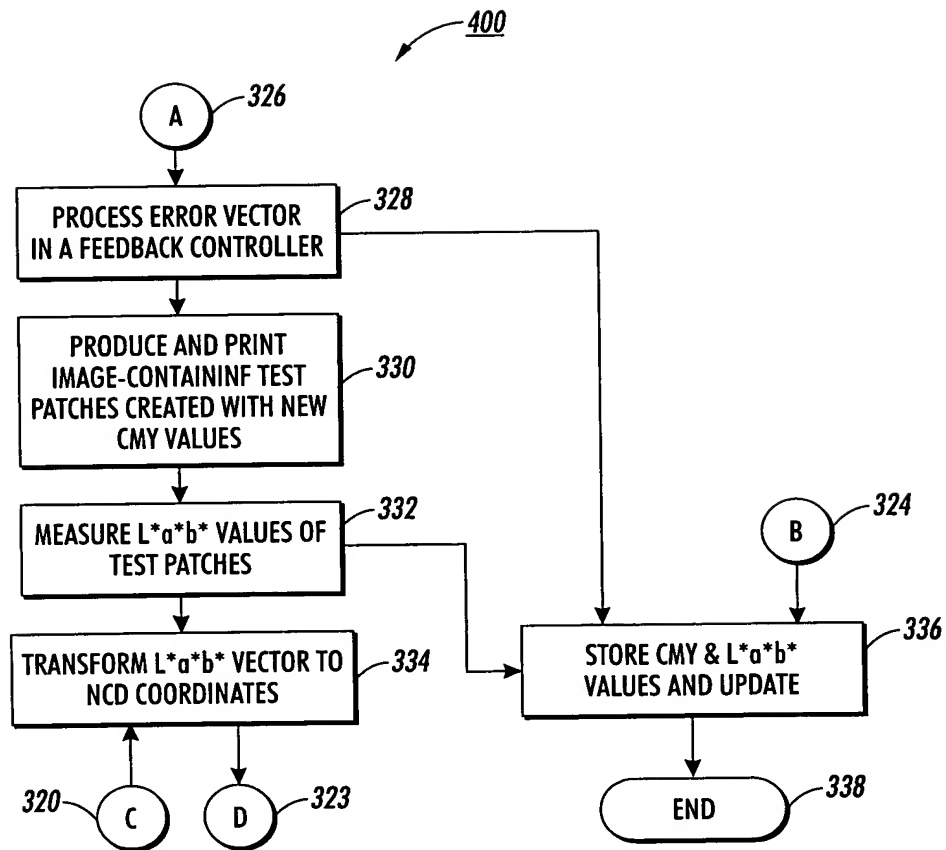 400
A
326
PROCESS ERROR VECTOR
IN A FEEDBACK CONTROLLER
328
PRODUCE AND PRINT
IMAGE-CONTAININF TEST
PATCHES CREATED WITH NEW
CMY VALUES
330
MEASURE L*a*b* VALUES OF
TEST PATCHES
332
B
324
TRANSFORM L*a*b* VECTOR TO
NCD COORDINATES
334
STORE CMY & L*a*b*
VALUES AND UPDATE
336
320
C
D
323
END
338